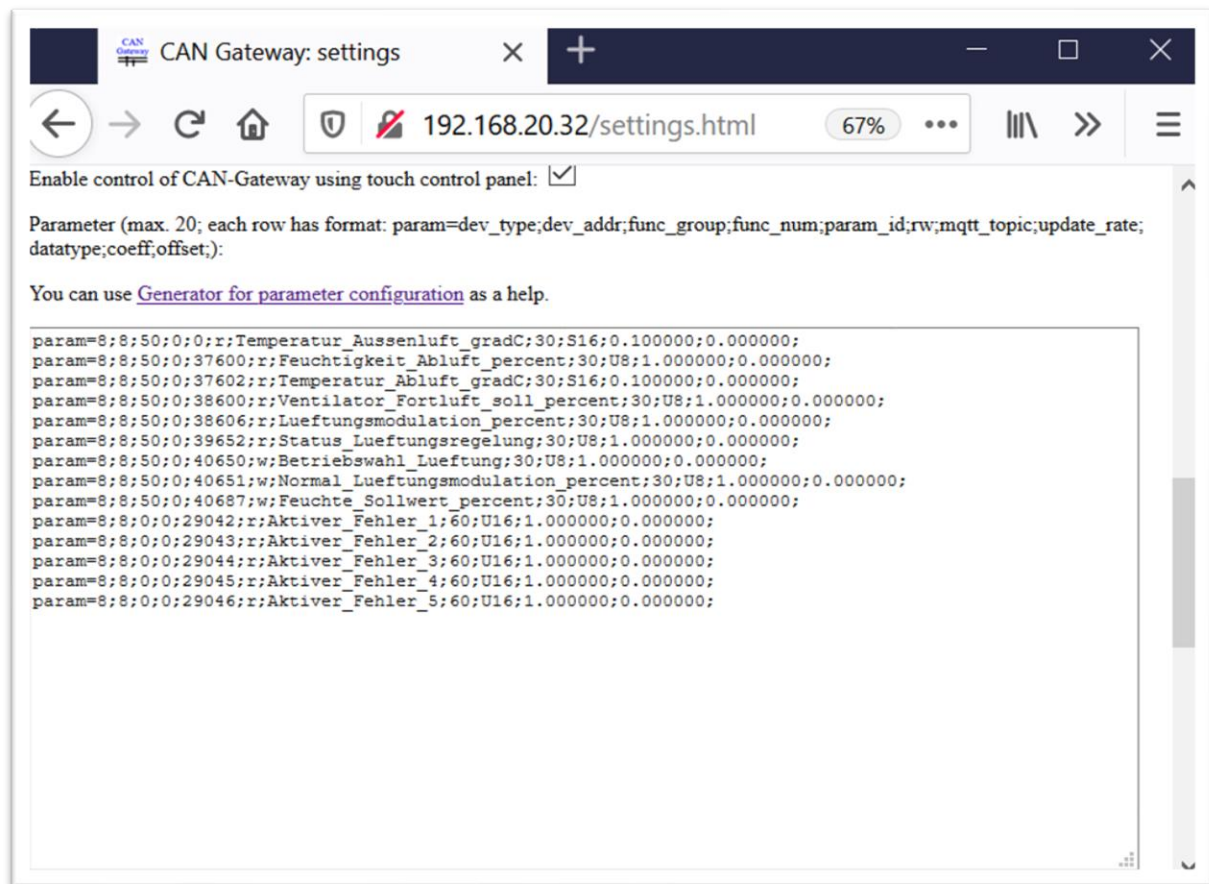 CAN Gateway CAN Gateway: settings
192.168.20.32/settings.html 67%
Enable control of CAN-Gateway using touch control panel:
Parameter (max. 20; each row has format: param=dev_type;dev_addr;func_group;func_num;param_id;rw;mqtt_topic;update_rate;
datatype;coeff;offset;):
You can use Generator for parameter configuration as a help.
param=8;8;50;0;0;r;Temperatur_Aussenluft_gradC;30;S16;0.100000;0.000000;
param=8;8;50;0;37600;r;Feuchtigkeit_Abluft_percent;30;U8;1.000000;0.000000;
param=8;8;50;0;37602;r;Temperatur_Abluft_gradC;30;S16;0.100000;0.000000;
param=8;8;50;0;38600;r;Ventilator_Fortluft_soll_percent;30;U8;1.000000;0.000000;
param=8;8;50;0;38606;r;Lueftungsmodulation_percent;30;U8;1.000000;0.000000;
param=8;8;50;0;39652;r;Status_Lueftungsregelung;30;U8;1.000000;0.000000;
param=8;8;50;0;40650;w;Betriebswahl_Lueftung;30;U8;1.000000;0.000000;
param=8;8;50;0;40651;w;Normal_Lueftungsmodulation_percent;30;U8;1.000000;0.000000;
param=8;8;50;0;40687;w;Feuchte_Sollwert_percent;30;U8;1.000000;0.000000;
param=8;8;0;0;29042;r;Aktiver_Fehler_1;60;U16;1.000000;0.000000;
param=8;8;0;0;29043;r;Aktiver_Fehler_2;60;U16;1.000000;0.000000;
param=8;8;0;0;29044;r;Aktiver_Fehler_3;60;U16;1.000000;0.000000;
param=8;8;0;0;29045;r;Aktiver_Fehler_4;60;U16;1.000000;0.000000;
param=8;8;0;0;29046;r;Aktiver_Fehler_5;60;U16;1.000000;0.000000;